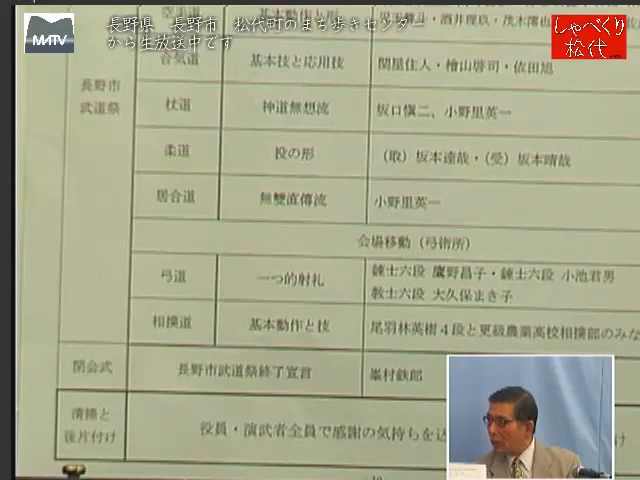 MATV
長野県　長野市　松代町のまち歩きセンター
から生放送中です
しゃべくり
松代
長野市
武道祭
合気道
基本技と応用技
関屋住人・檜山啓司・依田旭
杖道
神道無想流
坂口愼二、小野里英一
柔道
投の形
（取）坂本達哉・（受）坂本晴哉
居合道
無雙直傳流
小野里英一
会場移動（弓術所）
弓道
一つ的射礼
錬士六段 鷹野昌子・錬士六段 小池君男
教士六段 大久保まき子
相撲道
基本動作と技
尾羽林英樹４段と更級農業高校相撲部のみな
閉会式
長野市武道祭終了宣言
峯村鉄郎
清掃と
後片付け
役員・演武者全員で感謝の気持ちを込